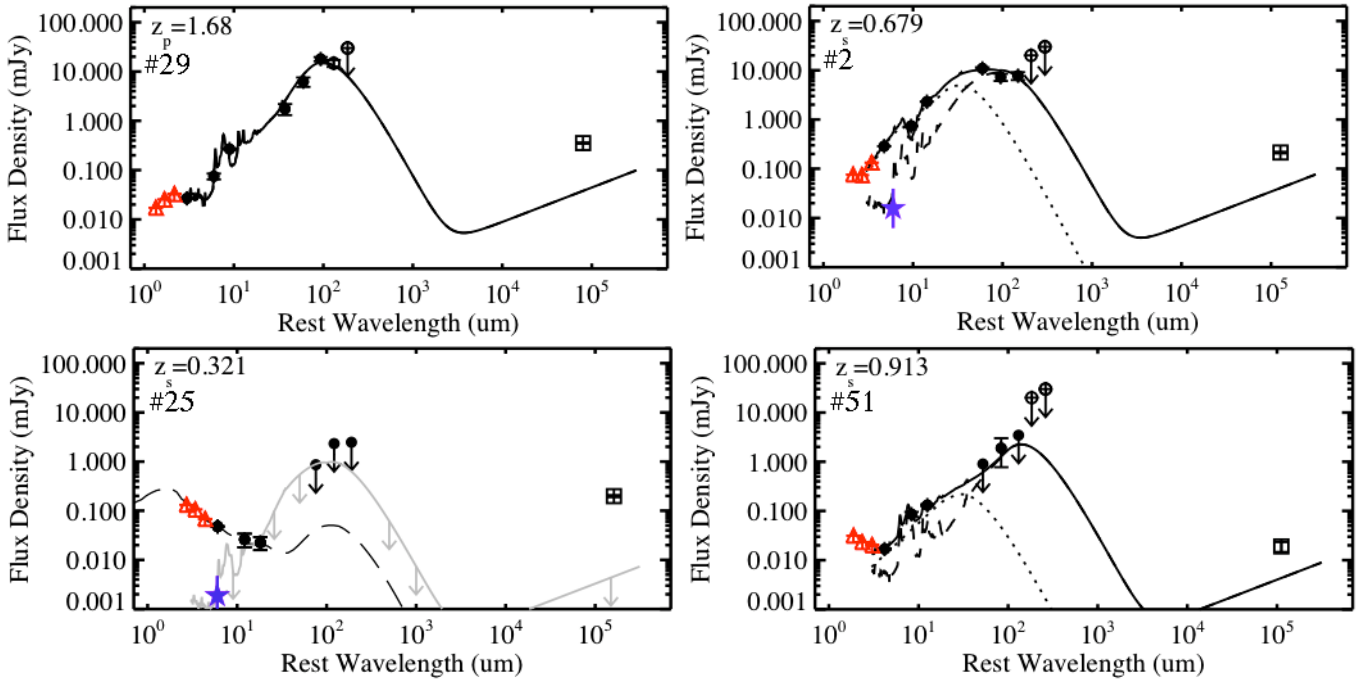 z_p=1.68
#29
100.000
10.000
1.000
0.100
0.010
0.001
Flux Density (mJy)
10^0 10^1 10^2 10^3 10^4 10^5
Rest Wavelength (um)
z_s=0.679
#2
100.000
10.000
1.000
0.100
0.010
0.001
Flux Density (mJy)
10^0 10^1 10^2 10^3 10^4 10^5
Rest Wavelength (um)
z_s=0.321
#25
100.000
10.000
1.000
0.100
0.010
0.001
Flux Density (mJy)
10^0 10^1 10^2 10^3 10^4 10^5
Rest Wavelength (um)
z_s=0.913
#51
100.000
10.000
1.000
0.100
0.010
0.001
Flux Density (mJy)
10^0 10^1 10^2 10^3 10^4 10^5
Rest Wavelength (um)